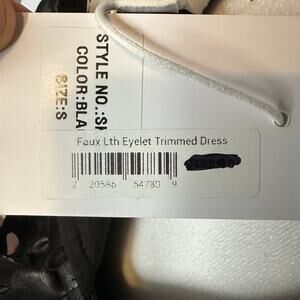 STYLE NO.:
COLOR:BLA
SIZE:S
Faux Lth Eyelet Trimmed Dress
2 20586 54780 9